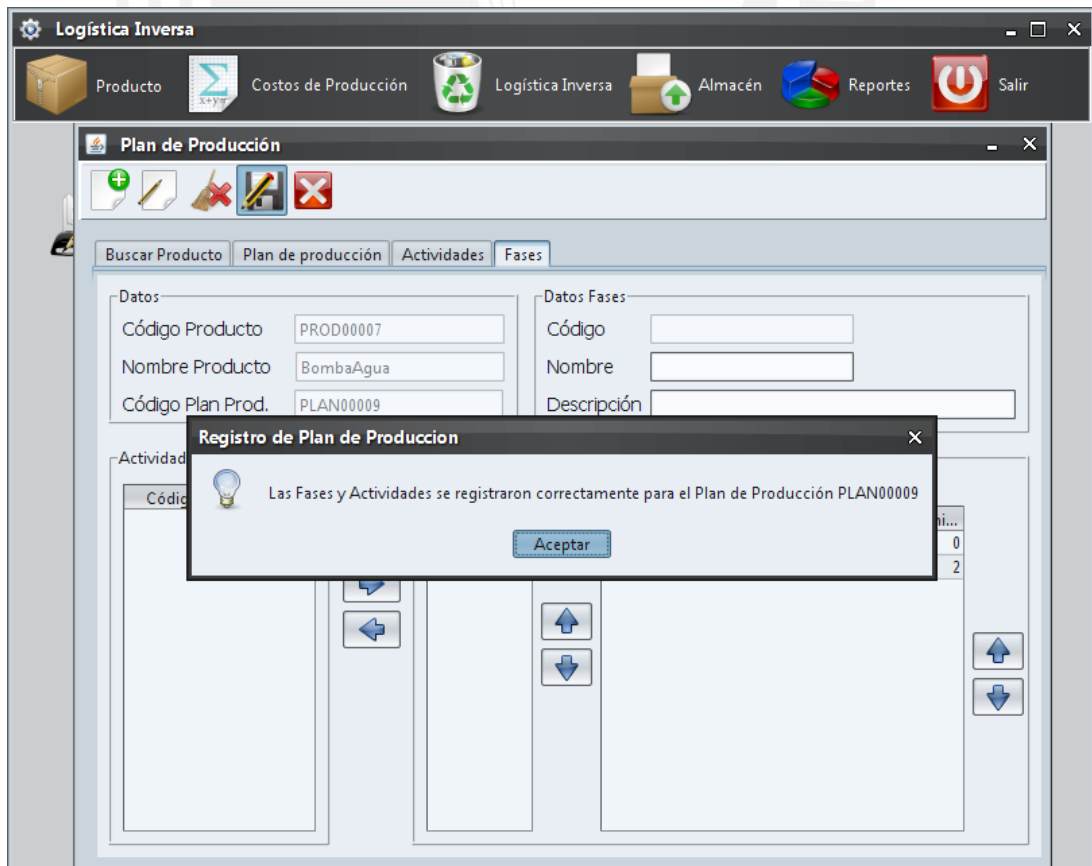 Logística Inversa
Producto Costos de Producción Logística Inversa Almacén Reportes Salir
x+y=
Plan de Producción
Buscar Producto Plan de producción Actividades Fases
Datos
Código Producto PROD00007
Nombre Producto BombaAgua
Código Plan Prod. PLAN00009
Datos Fases
Código
Nombre
Descripción
Registro de Plan de Produccion
Las Fases y Actividades se registraron correctamente para el Plan de Producción PLAN00009
Aceptar
Actividad
Códig
ni...
0
2